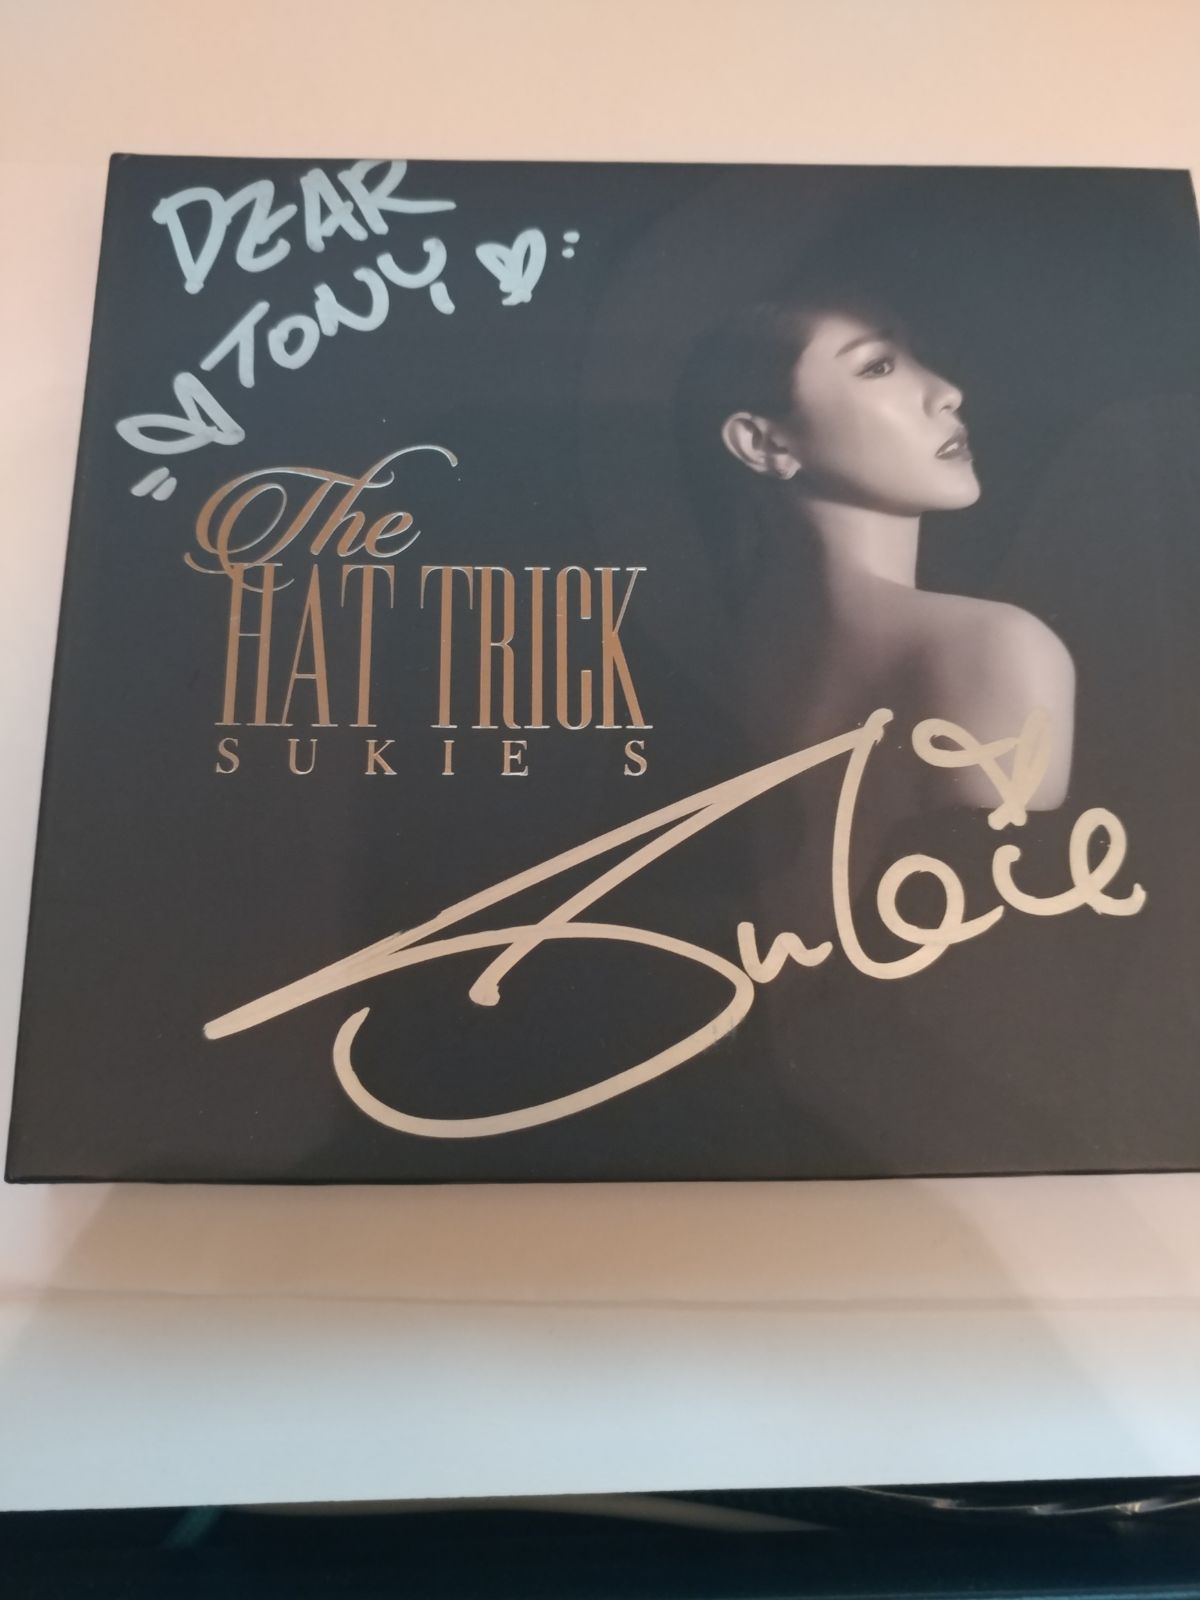 DEAR
TONY
The
HAT TRICK
SUKIE S
Sukie